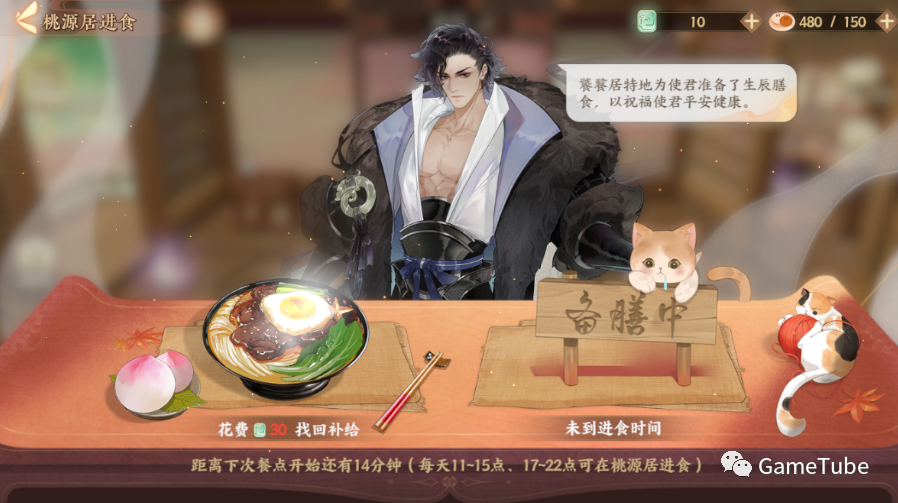 桃源居进食
10
480 / 150
饕餮居特地为使君准备了生辰膳
食，以祝福使君平安健康。
备膳中
花费 30 找回补给
未到进食时间
距离下次餐点开始还有14分钟（每天11~15点、17~22点可在桃源居进食）
GameTube